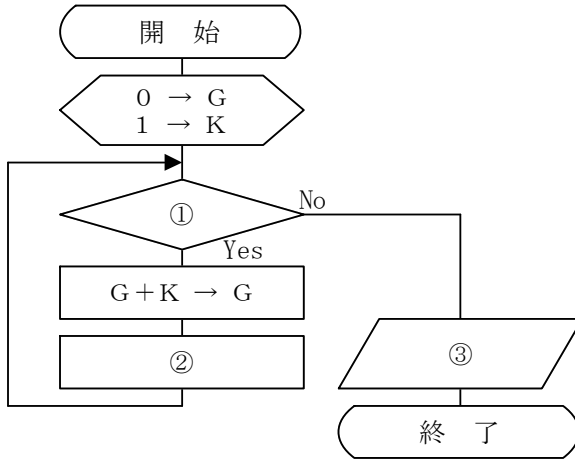 開　始
０ → Ｇ
１ → Ｋ
①
No
Yes
Ｇ＋Ｋ → Ｇ
②
③
終　了